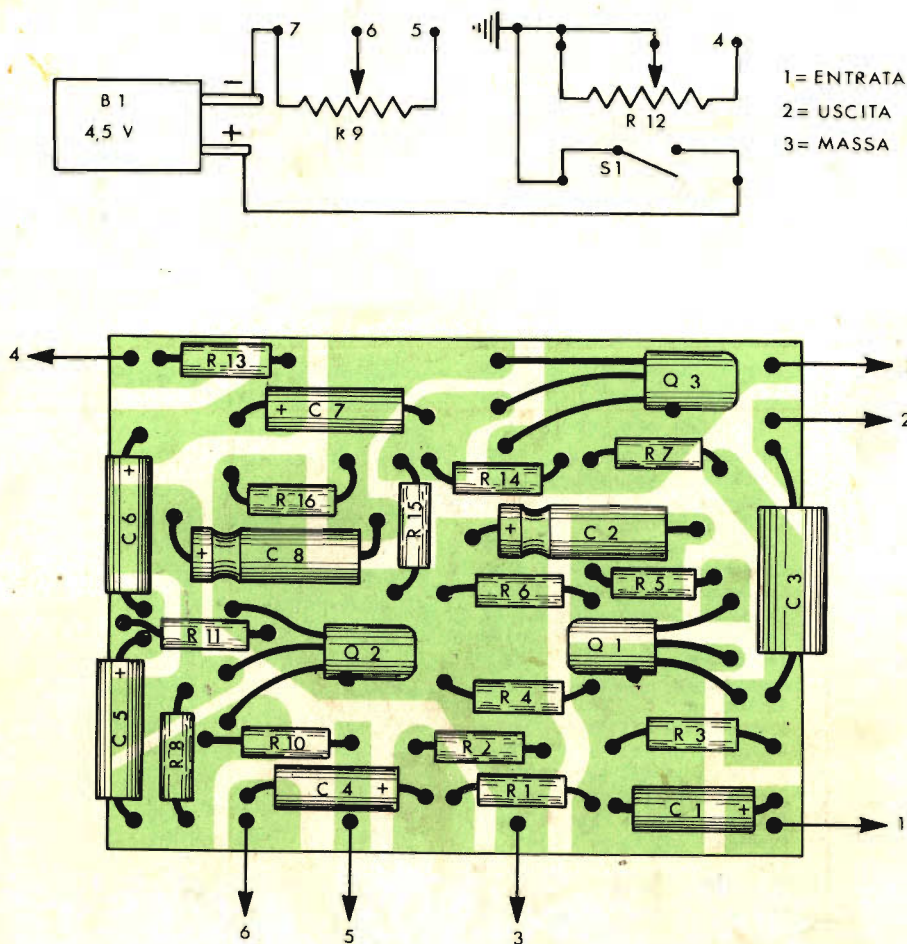 7 6 5 4
B 1
4,5 V
−
+
R 9
R 12
S1
1= ENTRATA
2= USCITA
3= MASSA
4
R 13
Q 3
+ C 7
2
R 7
R 14
+ C 6
R 16
R 15
+ C 8
+ C 2
R 5
R 6
C 3
R 11
Q 2
Q 1
R 4
+ C 5
R 8
R 10
R 2
R 3
C 4 +
R 1
C 1 +
1
6 5 3